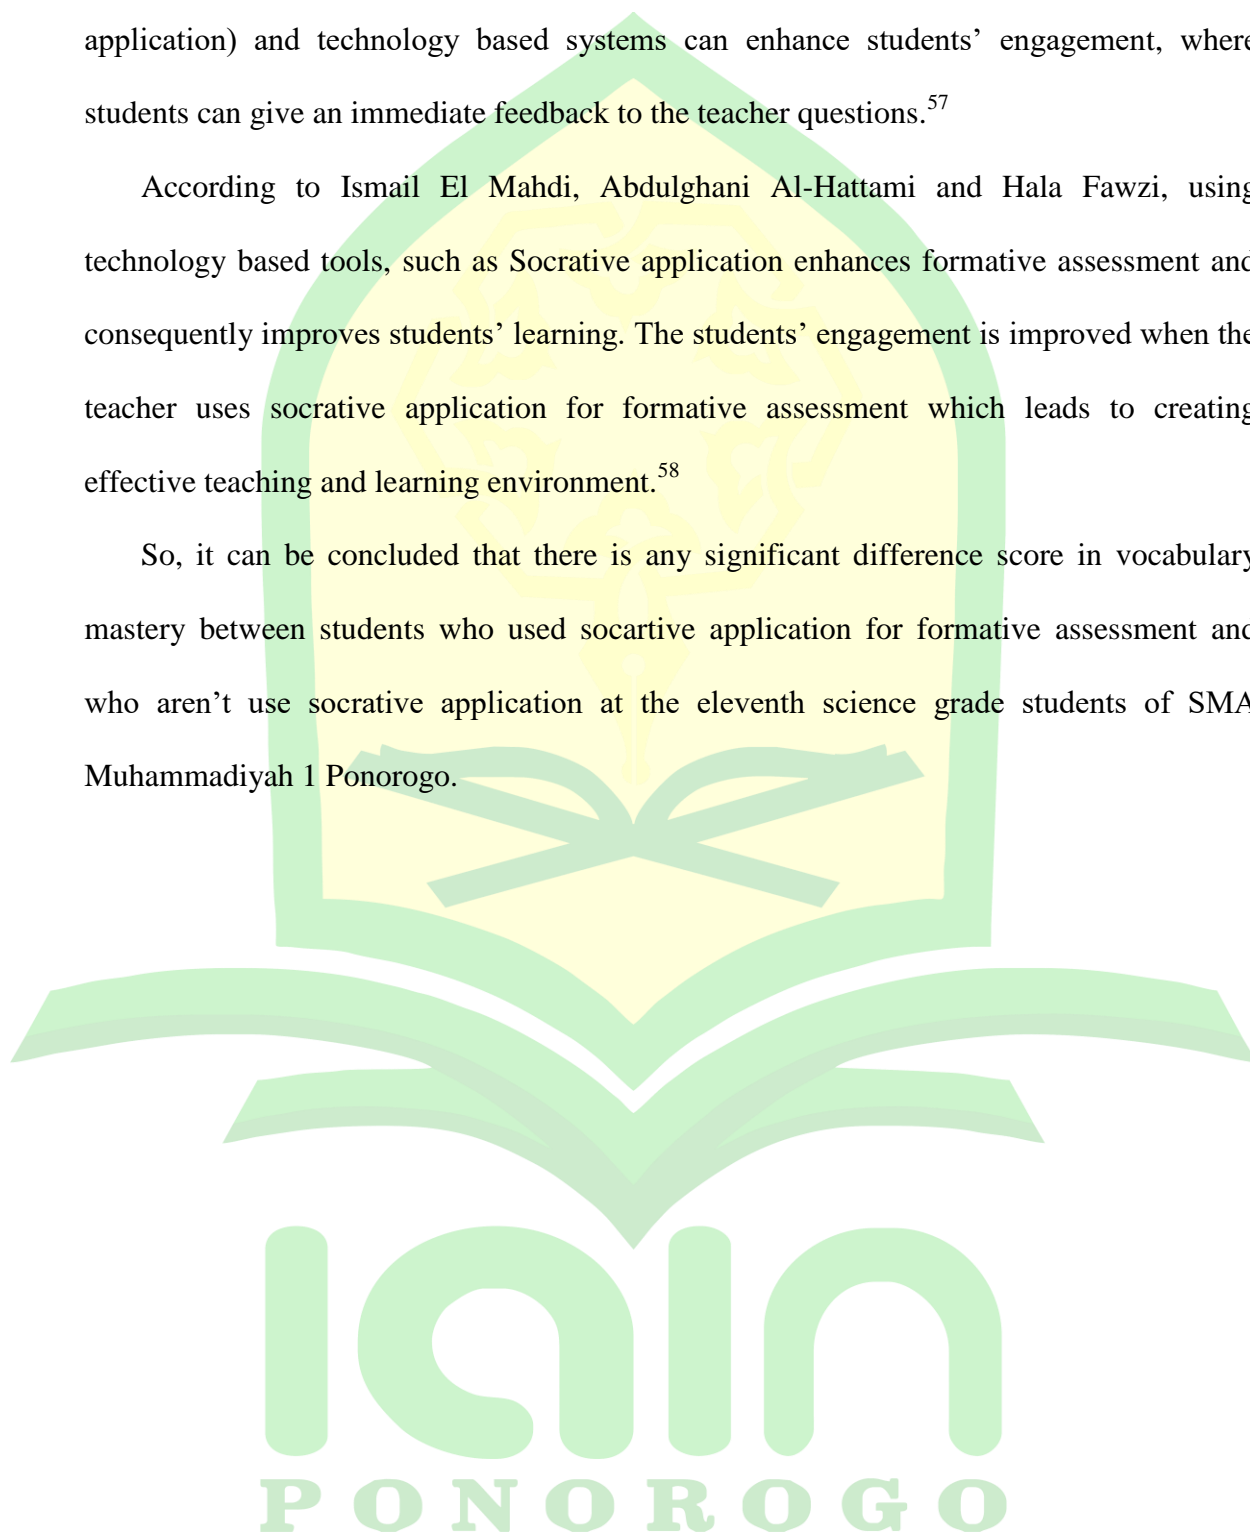 application) and technology based systems can enhance students’ engagement, where
students can give an immediate feedback to the teacher questions.57
According to Ismail El Mahdi, Abdulghani Al-Hattami and Hala Fawzi, using
technology based tools, such as Socrative application enhances formative assessment and
consequently improves students’ learning. The students’ engagement is improved when the
teacher uses socrative application for formative assessment which leads to creating
effective teaching and learning environment.58
So, it can be concluded that there is any significant difference score in vocabulary
mastery between students who used socartive application for formative assessment and
who aren’t use socrative application at the eleventh science grade students of SMA
Muhammadiyah 1 Ponorogo.
iain
PONOROGO